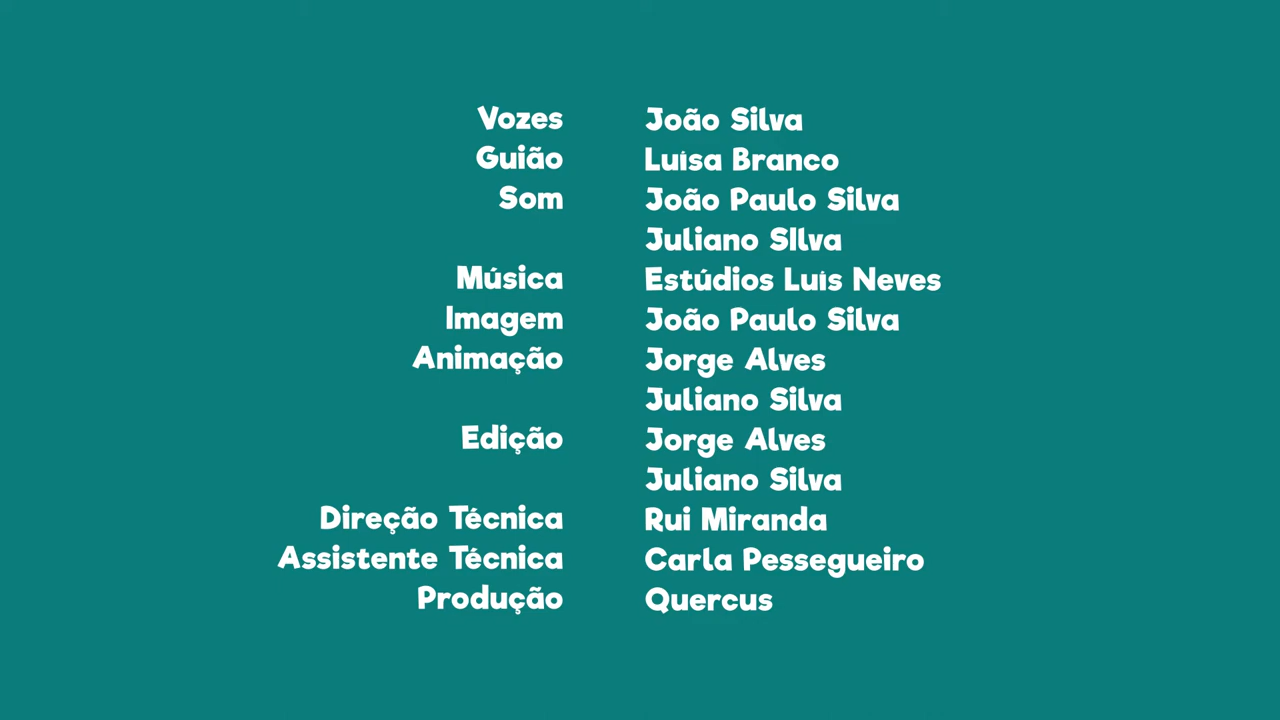 Vozes João Silva
Guião Luísa Branco
Som João Paulo Silva
Juliano SIlva
Música Estúdios Luís Neves
Imagem João Paulo Silva
Animação Jorge Alves
Juliano Silva
Edição Jorge Alves
Juliano Silva
Direção Técnica Rui Miranda
Assistente Técnica Carla Pessegueiro
Produção Quercus